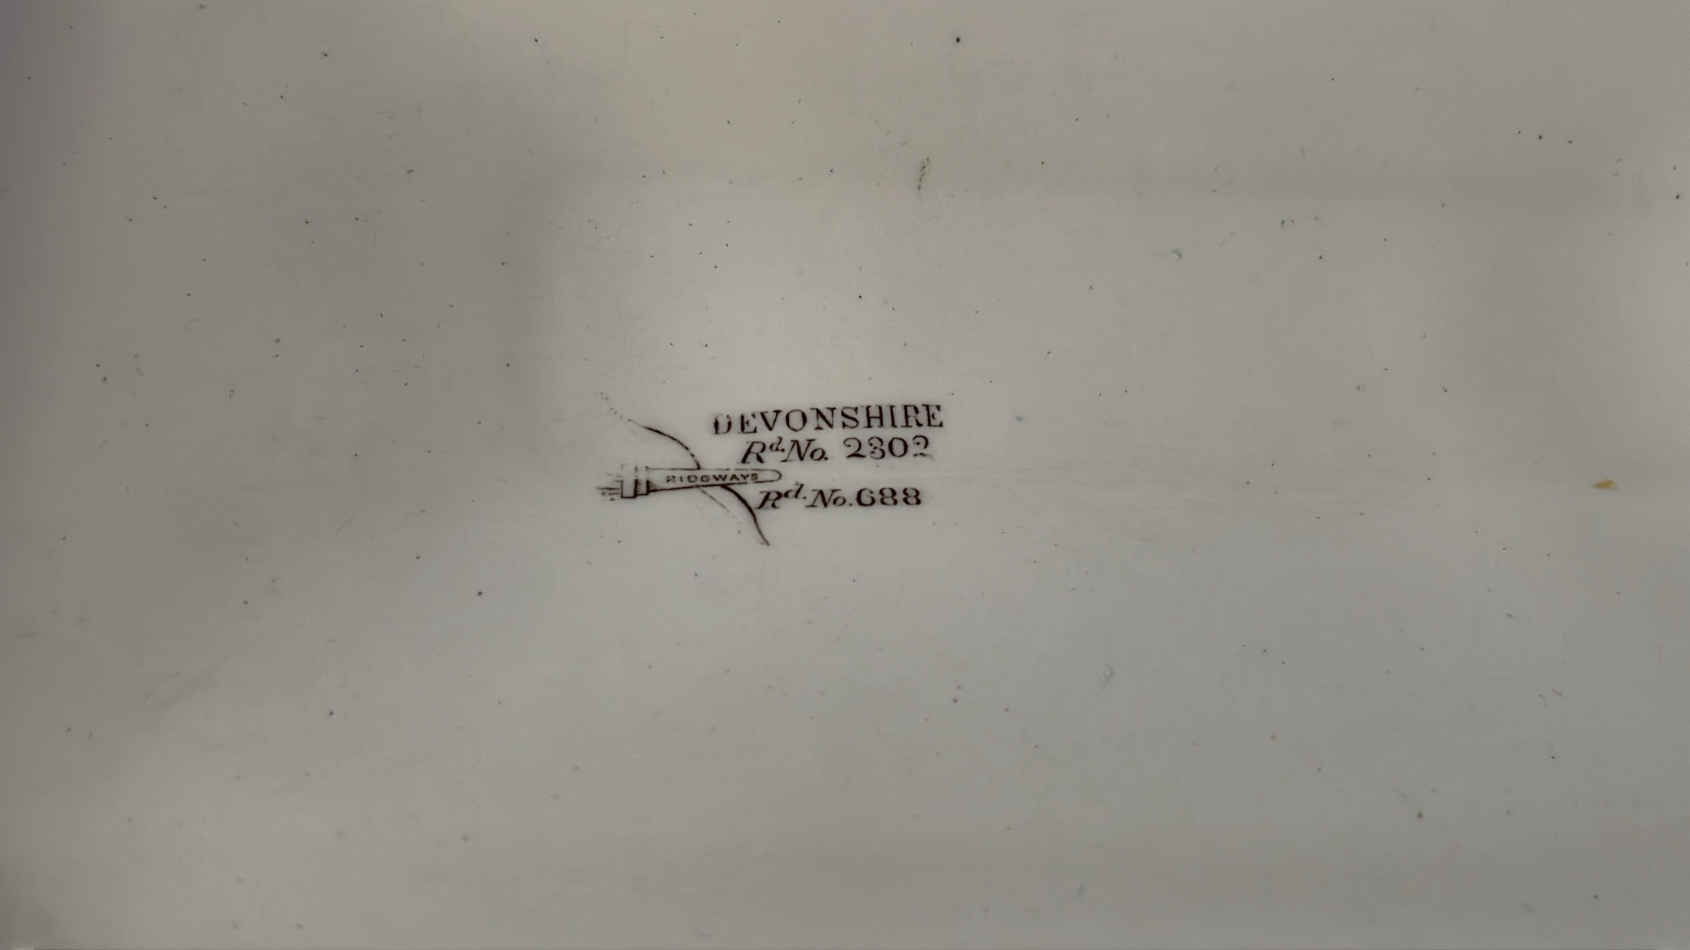 DEVONSHIRE
Rd. No. 2302
RIDGWAYS
Rd. No. 688